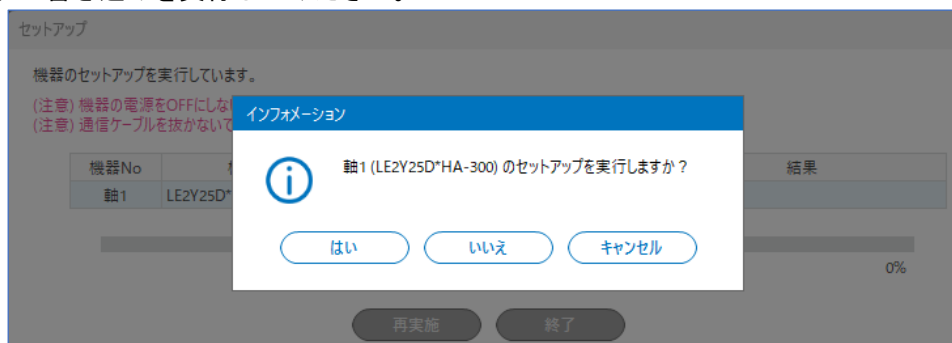 セットアップ
機器のセットアップを実行しています。
(注意) 機器の電源をOFFにしな
(注意) 通信ケーブルを抜かないで
インフォメーション
軸1 (LE2Y25D*HA-300) のセットアップを実行しますか？
機器No 結果
軸1 LE2Y25D*
はい いいえ キャンセル
0%
再実施 終了